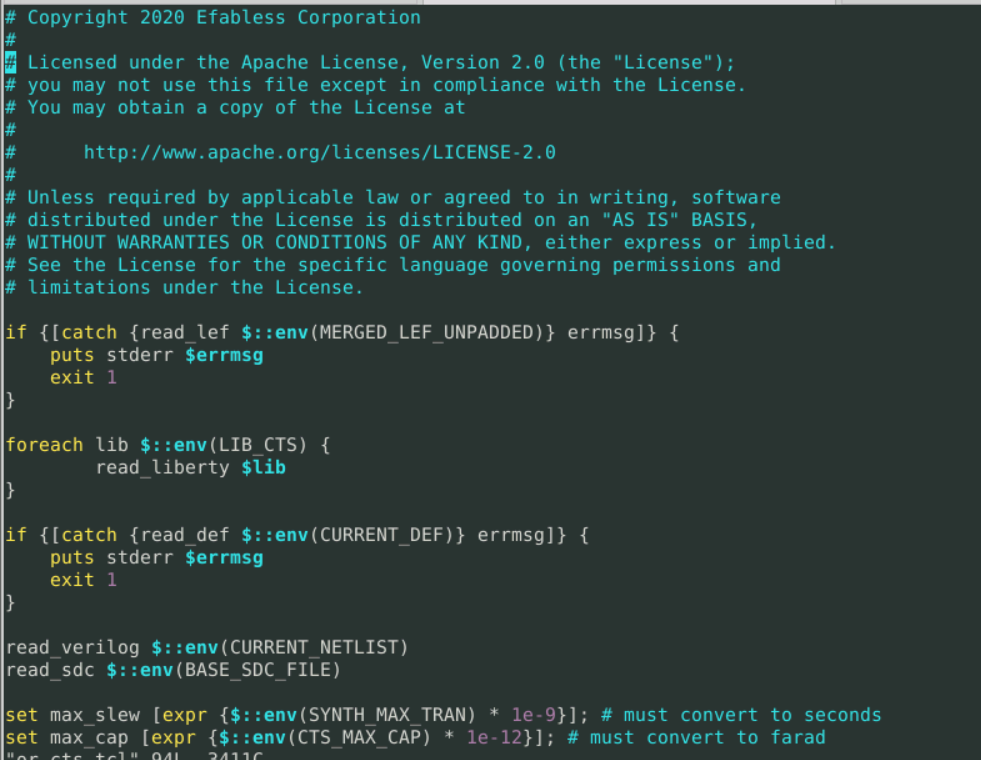 # Copyright 2020 Efabless Corporation
#
# Licensed under the Apache License, Version 2.0 (the "License");
# you may not use this file except in compliance with the License.
# You may obtain a copy of the License at
#
#      http://www.apache.org/licenses/LICENSE-2.0
#
# Unless required by applicable law or agreed to in writing, software
# distributed under the License is distributed on an "AS IS" BASIS,
# WITHOUT WARRANTIES OR CONDITIONS OF ANY KIND, either express or implied.
# See the License for the specific language governing permissions and
# limitations under the License.

if {[catch {read_lef $::env(MERGED_LEF_UNPADDED)} errmsg]} {
    puts stderr $errmsg
    exit 1
}

foreach lib $::env(LIB_CTS) {
        read_liberty $lib
}

if {[catch {read_def $::env(CURRENT_DEF)} errmsg]} {
    puts stderr $errmsg
    exit 1
}

read_verilog $::env(CURRENT_NETLIST)
read_sdc $::env(BASE_SDC_FILE)

set max_slew [expr {$::env(SYNTH_MAX_TRAN) * 1e-9}]; # must convert to seconds
set max_cap [expr {$::env(CTS_MAX_CAP) * 1e-12}]; # must convert to farad
"or_cts.tcl" 94L, 3411C